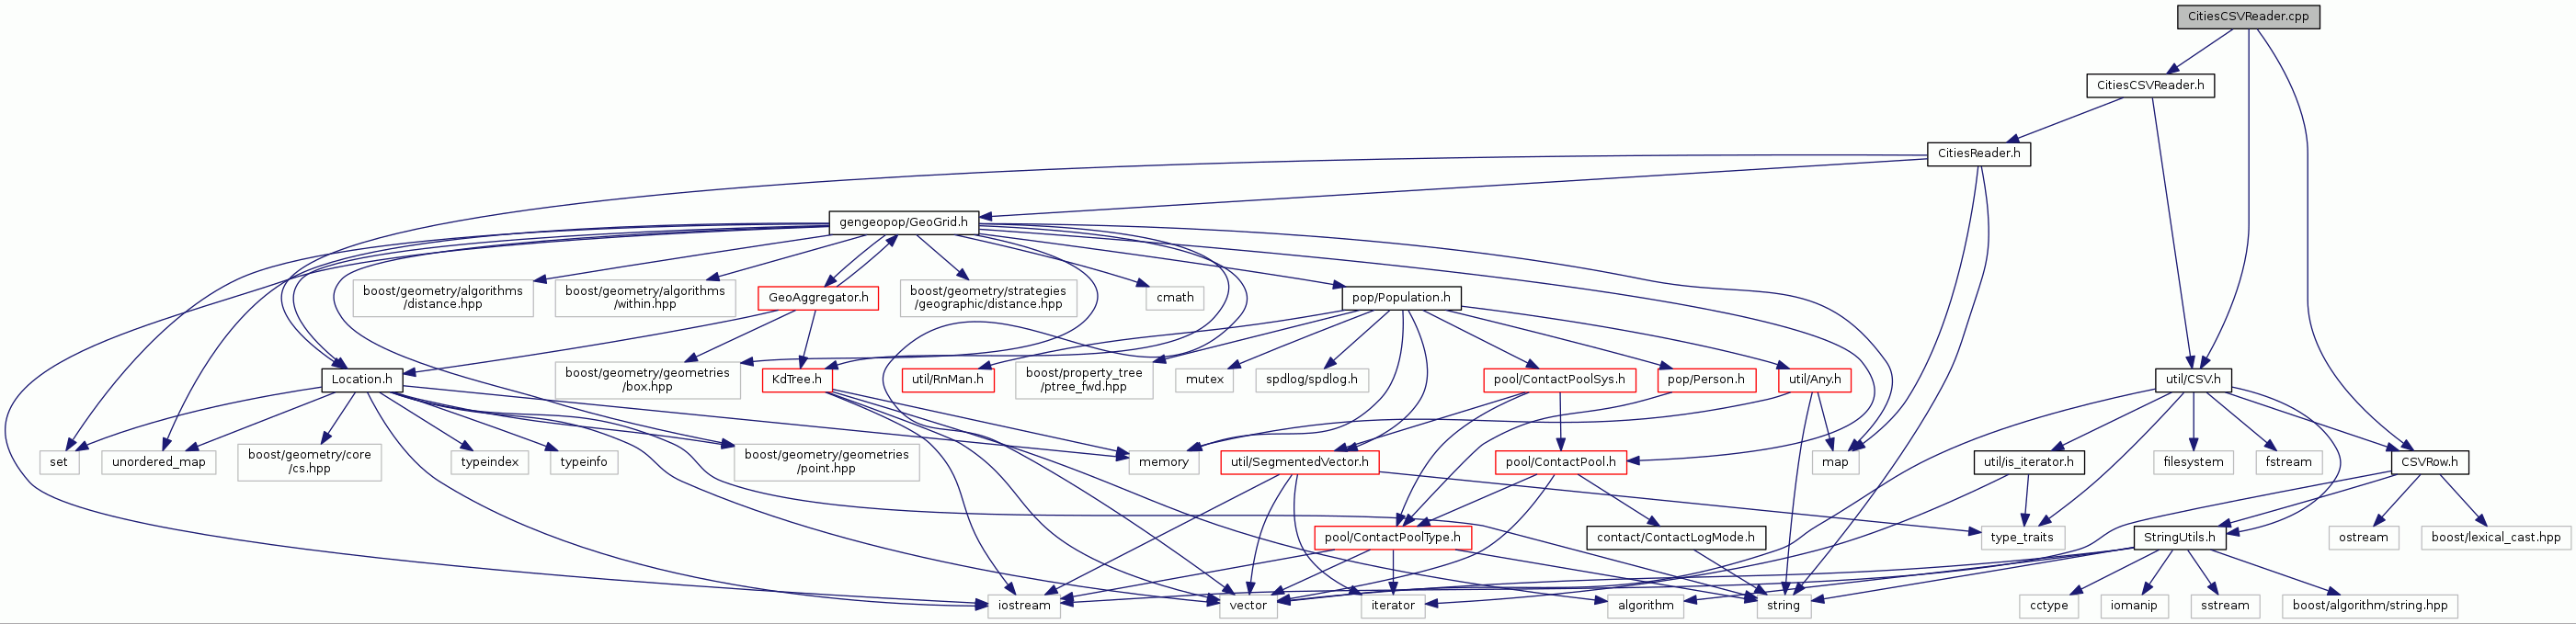 CitiesCSVReader.cpp
CitiesCSVReader.h
CitiesReader.h
gengeopop/GeoGrid.h
boost/geometry/algorithms
/distance.hpp
boost/geometry/algorithms
/within.hpp
GeoAggregator.h
boost/geometry/strategies
/geographic/distance.hpp
cmath
pop/Population.h
Location.h
boost/geometry/geometries
/box.hpp
KdTree.h
util/RnMan.h
boost/property_tree
/ptree_fwd.hpp
mutex
spdlog/spdlog.h
pool/ContactPoolSys.h
pop/Person.h
util/Any.h
util/CSV.h
set
unordered_map
boost/geometry/core
/cs.hpp
typeindex
typeinfo
boost/geometry/geometries
/point.hpp
memory
util/SegmentedVector.h
pool/ContactPool.h
map
util/is_iterator.h
filesystem
fstream
CSVRow.h
pool/ContactPoolType.h
contact/ContactLogMode.h
type_traits
StringUtils.h
ostream
boost/lexical_cast.hpp
iostream
vector
iterator
algorithm
string
cctype
iomanip
sstream
boost/algorithm/string.hpp